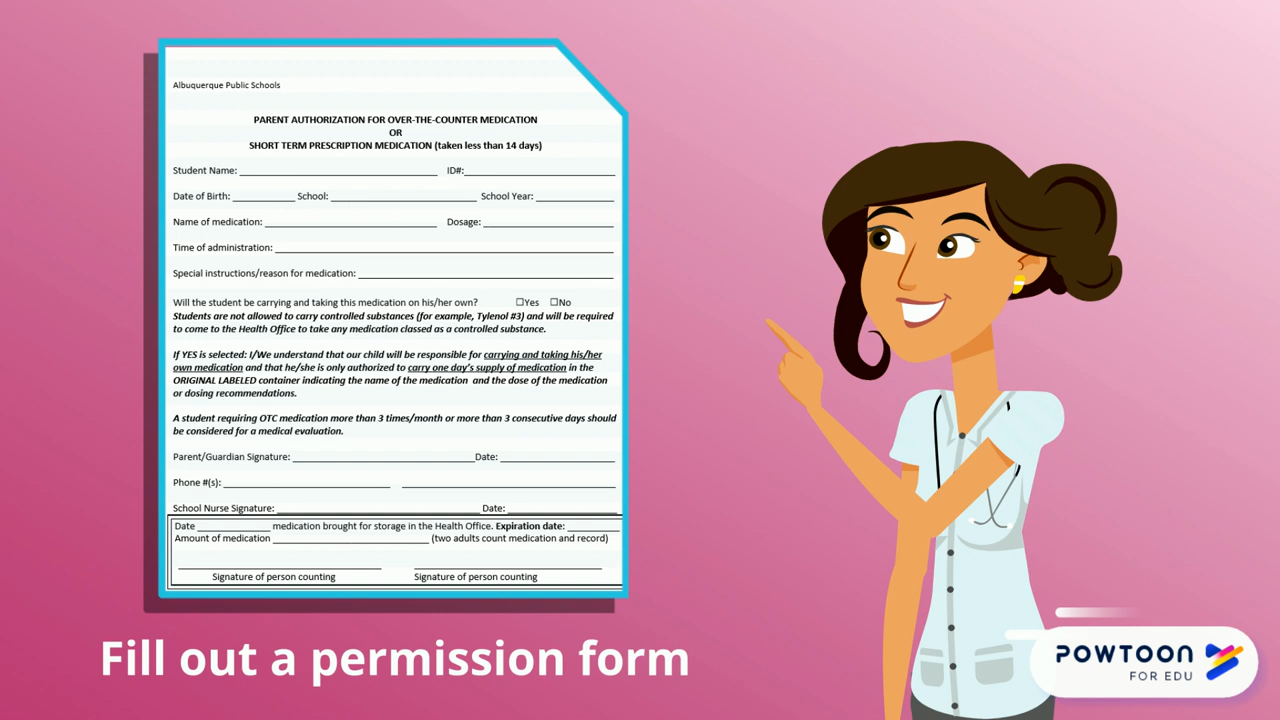 Albuquerque Public Schools
PARENT AUTHORIZATION FOR OVER-THE-COUNTER MEDICATION
OR
SHORT TERM PRESCRIPTION MEDICATION (taken less than 14 days)
Student Name: ID#:
Date of Birth: School: School Year:
Name of medication: Dosage:
Time of administration:
Special instructions/reason for medication:
Will the student be carrying and taking this medication on his/her own? ☐Yes ☐No
Students are not allowed to carry controlled substances (for example, Tylenol #3) and will be required
to come to the Health Office to take any medication classed as a controlled substance.
If YES is selected: I/We understand that our child will be responsible for carrying and taking his/her
own medication and that he/she is only authorized to carry one day's supply of medication in the
ORIGINAL LABELED container indicating the name of the medication and the dose of the medication
or dosing recommendations.
A student requiring OTC medication more than 3 times/month or more than 3 consecutive days should
be considered for a medical evaluation.
Parent/Guardian Signature: Date:
Phone #(s):
School Nurse Signature: Date:
Date medication brought for storage in the Health Office. Expiration date:
Amount of medication (two adults count medication and record)
Signature of person counting Signature of person counting
Fill out a permission form
POWTOON
FOR EDU